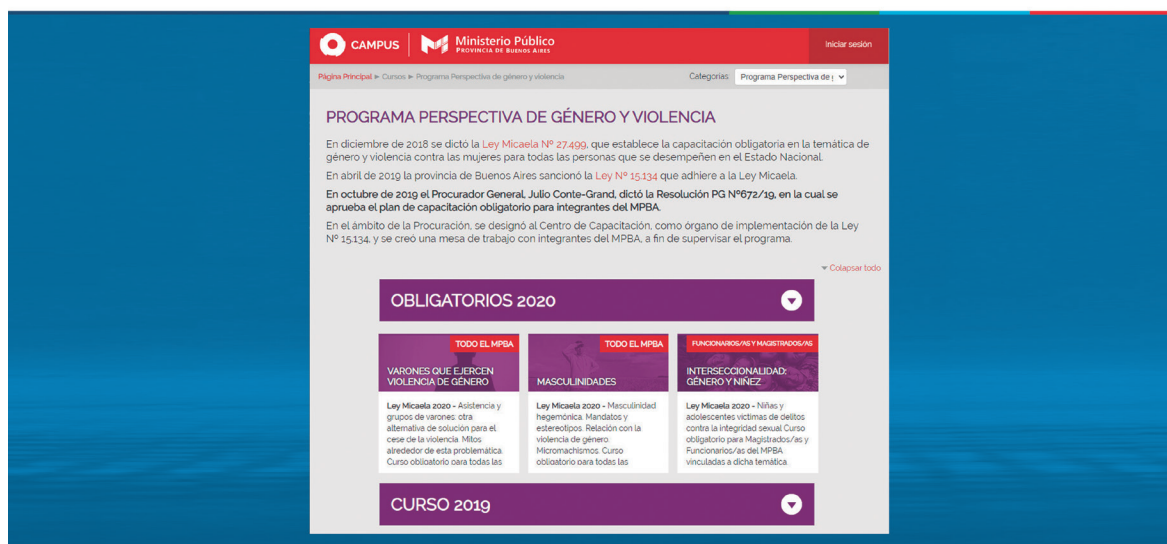 CAMPUS
Ministerio Público
PROVINCIA DE BUENOS AIRES
Iniciar sesión
Página Principal ► Cursos ► Programa Perspectiva de género y violencia
Categorías: Programa Perspectiva de g
PROGRAMA PERSPECTIVA DE GÉNERO Y VIOLENCIA
En diciembre de 2018 se dictó la Ley Micaela Nº 27.499, que establece la capacitación obligatoria en la temática de
género y violencia contra las mujeres para todas las personas que se desempeñen en el Estado Nacional.
En abril de 2019 la provincia de Buenos Aires sancionó la Ley Nº 15.134 que adhiere a la Ley Micaela.
En octubre de 2019 el Procurador General, Julio Conte-Grand, dictó la Resolución PG Nº672/19, en la cual se
aprueba el plan de capacitación obligatorio para integrantes del MPBA.
En el ámbito de la Procuración, se designó al Centro de Capacitación, como órgano de implementación de la Ley
Nº 15.134, y se creó una mesa de trabajo con integrantes del MPBA, a fin de supervisar el programa.
Colapsar todo
OBLIGATORIOS 2020
TODO EL MPBA
VARONES QUE EJERCEN
VIOLENCIA DE GÉNERO
Ley Micaela 2020 - Asistencia y
grupos de varones: otra
alternativa de solución para el
cese de la violencia. Mitos
alrededor de esta problemática.
Curso obligatorio para todas las
TODO EL MPBA
MASCULINIDADES
Ley Micaela 2020 - Masculinidad
hegemónica. Mandatos y
estereotipos. Relación con la
violencia de género.
Micromachismos. Curso
obligatorio para todas las
FUNCIONARIOS/AS Y MAGISTRADOS/AS
INTERSECCIONALIDAD:
GÉNERO Y NIÑEZ
Ley Micaela 2020 - Niñas y
adolescentes víctimas de delitos
contra la integridad sexual Curso
obligatorio para Magistrados/as y
Funcionarios/as del MPBA
vinculadas a dicha temática.
CURSO 2019